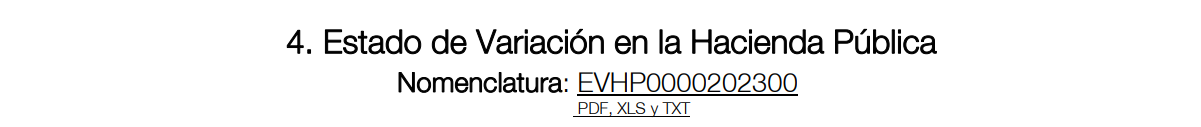 4. Estado de Variación en la Hacienda Pública
Nomenclatura: EVHP0000202300
PDF, XLS y TXT